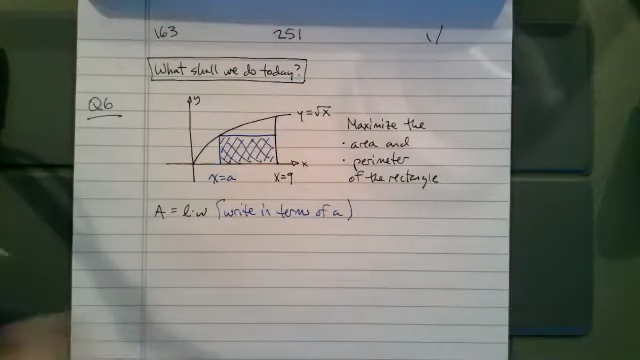 163 251 1/
What shall we do today?
Q6
y
y=√x
x
x=a
x=9
Maximize the
· area and
· perimeter
of the rectangle
A = l·w (write in terms of a)